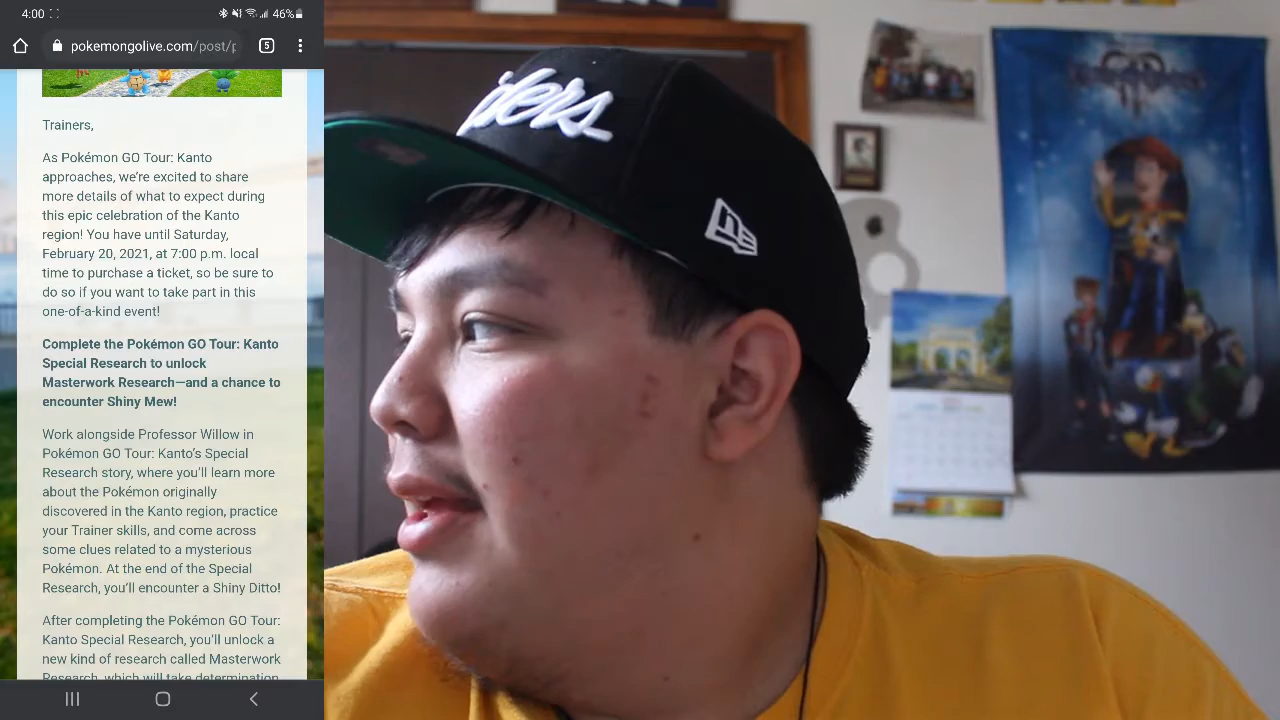 4:00
46%
pokemongolive.com/post/p
5
Trainers,
As Pokémon GO Tour: Kanto
approaches, we're excited to share
more details of what to expect during
this epic celebration of the Kanto
region! You have until Saturday,
February 20, 2021, at 7:00 p.m. local
time to purchase a ticket, so be sure to
do so if you want to take part in this
one-of-a-kind event!
Complete the Pokémon GO Tour: Kanto
Special Research to unlock
Masterwork Research—and a chance to
encounter Shiny Mew!
Work alongside Professor Willow in
Pokémon GO Tour: Kanto's Special
Research story, where you'll learn more
about the Pokémon originally
discovered in the Kanto region, practice
your Trainer skills, and come across
some clues related to a mysterious
Pokémon. At the end of the Special
Research, you'll encounter a Shiny Ditto!
After completing the Pokémon GO Tour:
Kanto Special Research, you'll unlock a
new kind of research called Masterwork
Research, which will take determination
iders